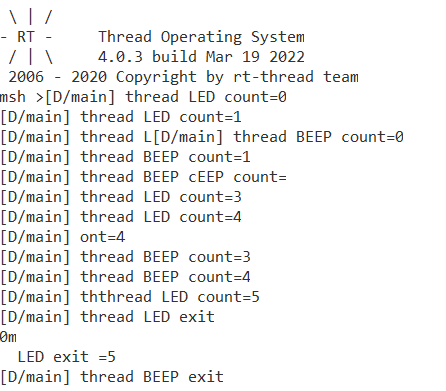 \ | /
- RT -     Thread Operating System
 / | \     4.0.3 build Mar 19 2022
 2006 - 2020 Copyright by rt-thread team
msh >[D/main] thread LED count=0
[D/main] thread LED count=1
[D/main] thread L[D/main] thread BEEP count=0
[D/main] thread BEEP count=1
[D/main] thread BEEP cEEP count=
[D/main] thread LED count=3
[D/main] thread LED count=4
[D/main] ont=4
[D/main] thread BEEP count=3
[D/main] thread BEEP count=4
[D/main] ththread LED count=5
[D/main] thread LED exit
0m
  LED exit =5
[D/main] thread BEEP exit